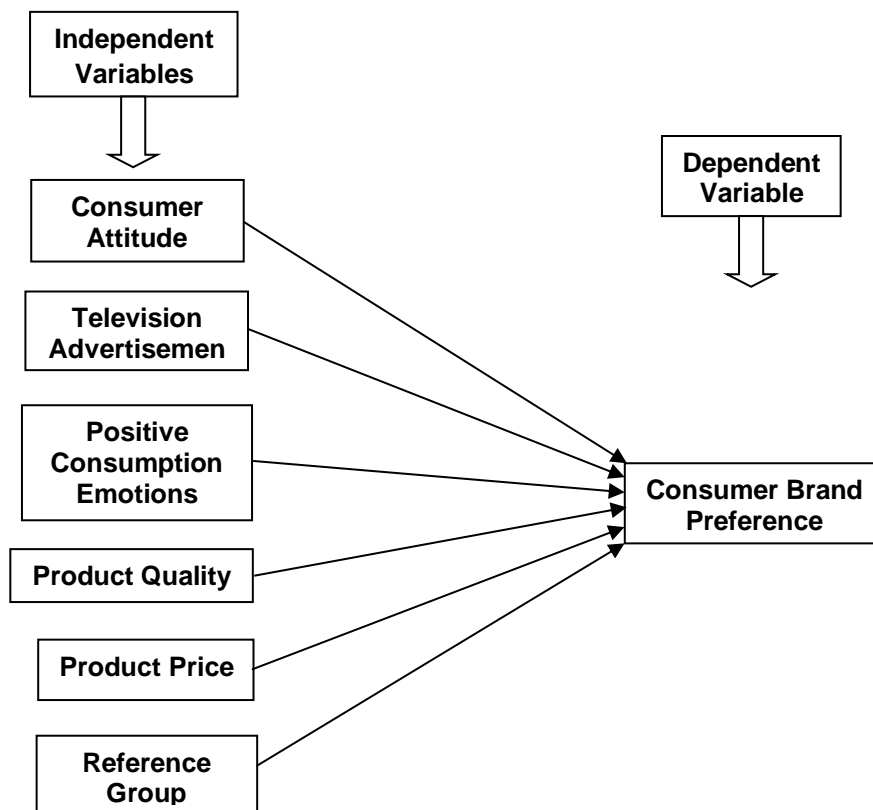 Independent
Variables
Dependent
Variable
Consumer
Attitude
Television
Advertisemen
Positive
Consumption
Emotions
Consumer Brand
Preference
Product Quality
Product Price
Reference
Group